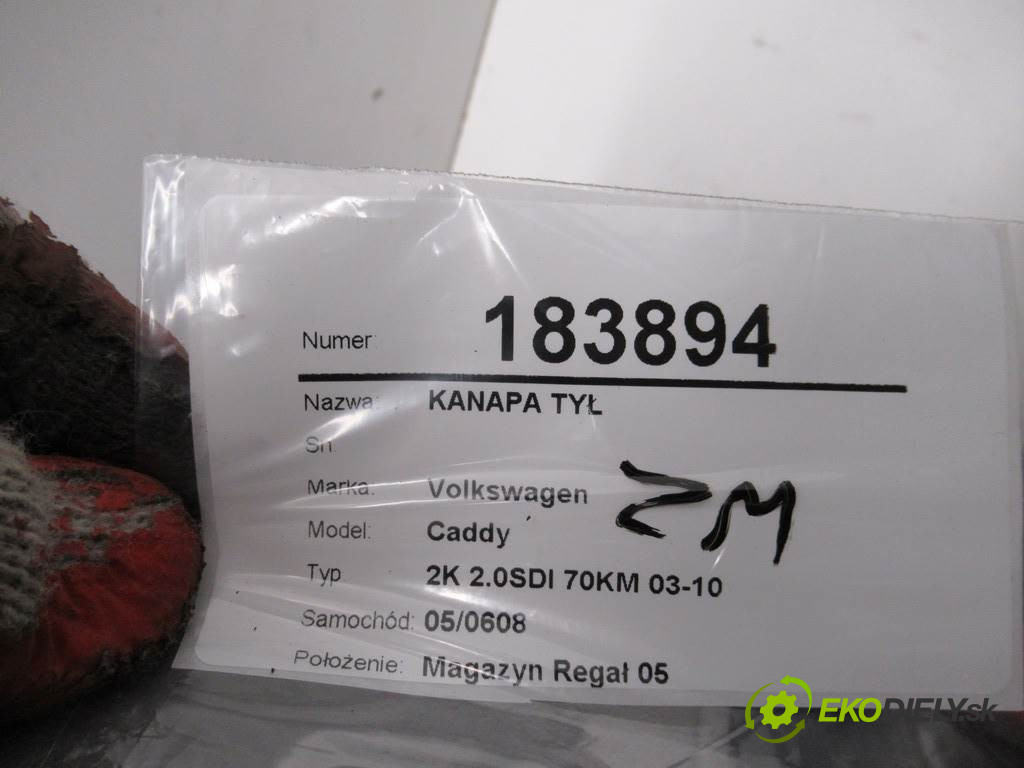 Numer: 183894
Nazwa: KANAPA TYŁ
Sn:
Marka: Volkswagen
ZM
Model: Caddy
Typ 2K 2.0SDI 70KM 03-10
Samochód: 05/0608
Położenie: Magazyn Regał 05
EKODIELY.sk